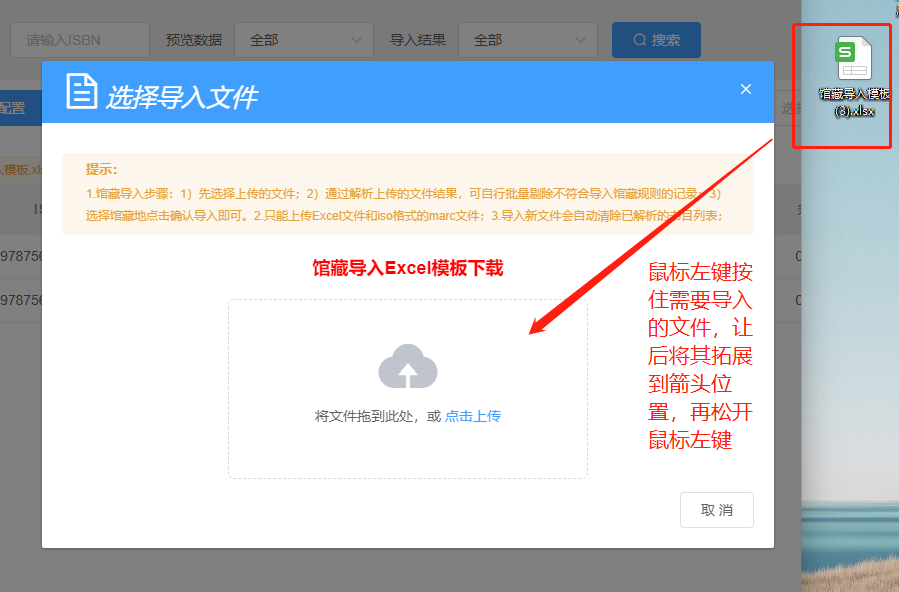 请输入ISBN 预览数据 全部 导入结果 全部 搜索
选择导入文件
配置
馆藏导入模板
(3).xlsx
提示：
1.馆藏导入步骤：1）先选择上传的文件；2）通过解析上传的文件结果，可自行批量剔除不符合导入馆藏规则的记录；3）
选择馆藏地点击确认导入即可。2.只能上传Excel文件和iso格式的marc文件；3.导入新文件会自动清除已解析的书目列表；
模板.xls
978756
978756
馆藏导入Excel模板下载
将文件拖到此处，或 点击上传
鼠标左键按
住需要导入
的文件，让
后将其拓展
到箭头位
置，再松开
鼠标左键
取 消